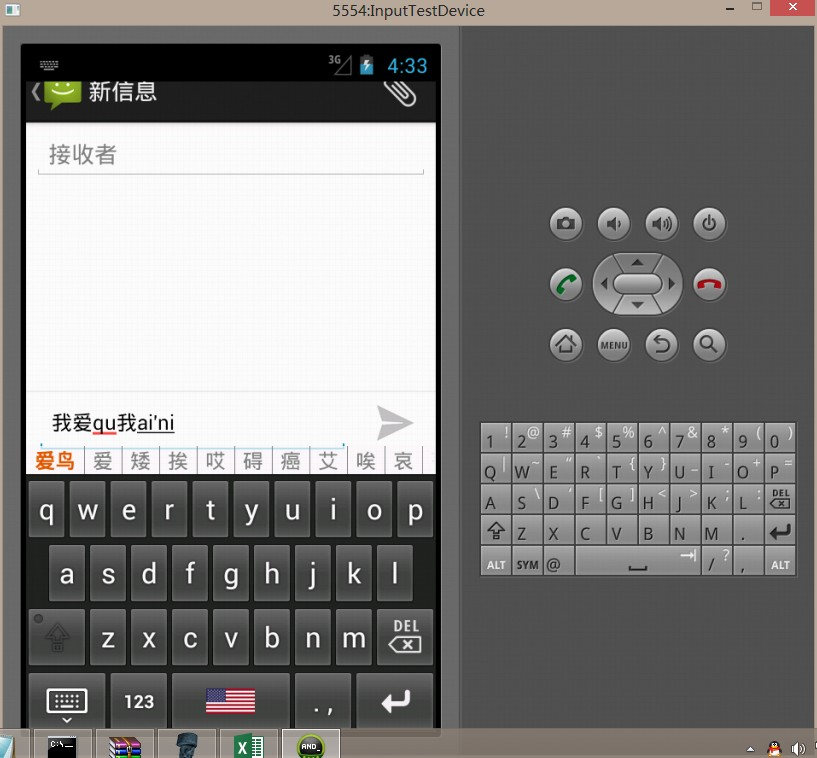 5554:InputTestDevice
3G 4:33
新信息
接收者
我爱qu我ai'ni
爱鸟 爱 矮 挨 哎 碍 癌 艾 唉 哀
q w e r t y u i o p
a s d f g h j k l
z x c v b n m DEL
123 . ,
MENU
1 ! 2 @ 3 # 4 $ 5 % 6 ^ 7 & 8 * 9 ( 0 )
Q | W ~ E " R ` T { Y } U _ I - O + P =
A S \ D ' F [ G ] H < J > K ; L : DEL
Z X C V B N M .
ALT SYM @ / ? , ALT
C:\
X
AND_